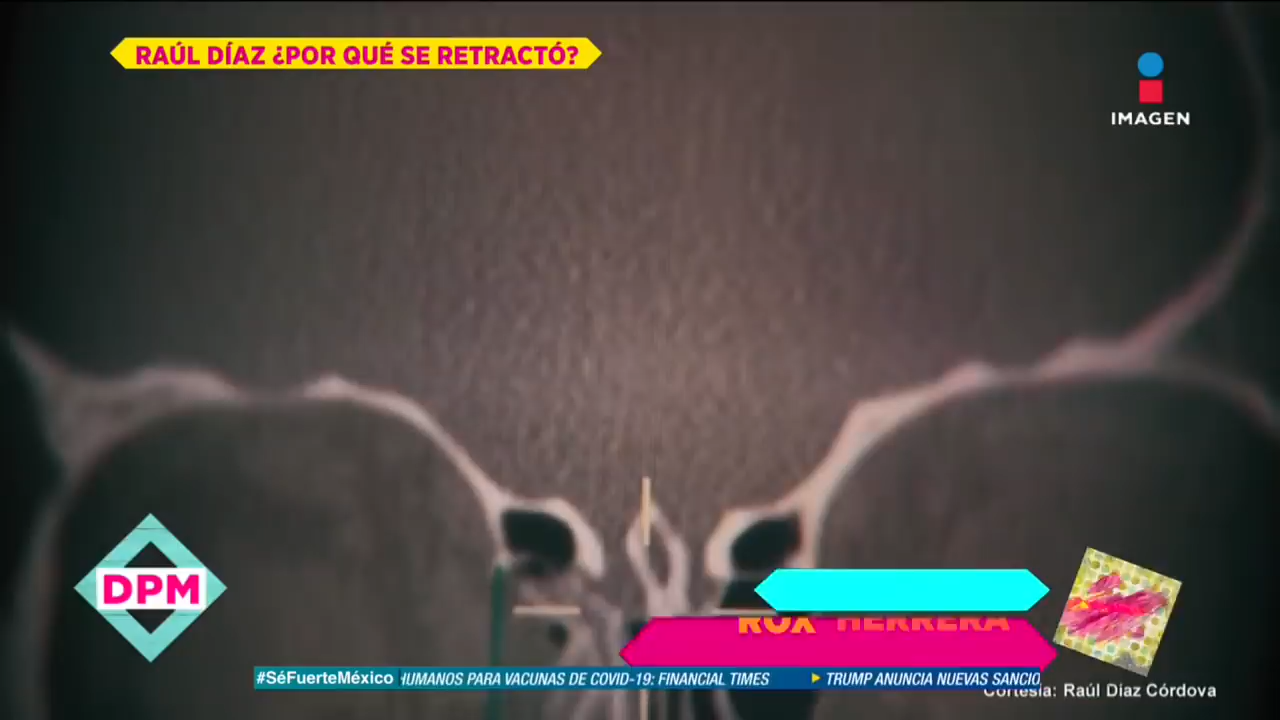 RAÚL DÍAZ ¿POR QUÉ SE RETRACTÓ?
IMAGEN
DPM
ROX HERRERA
#SéFuerteMéxico HUMANOS PARA VACUNAS DE COVID-19: FINANCIAL TIMES TRUMP ANUNCIA NUEVAS
Cortesía: Raúl Díaz Córdova